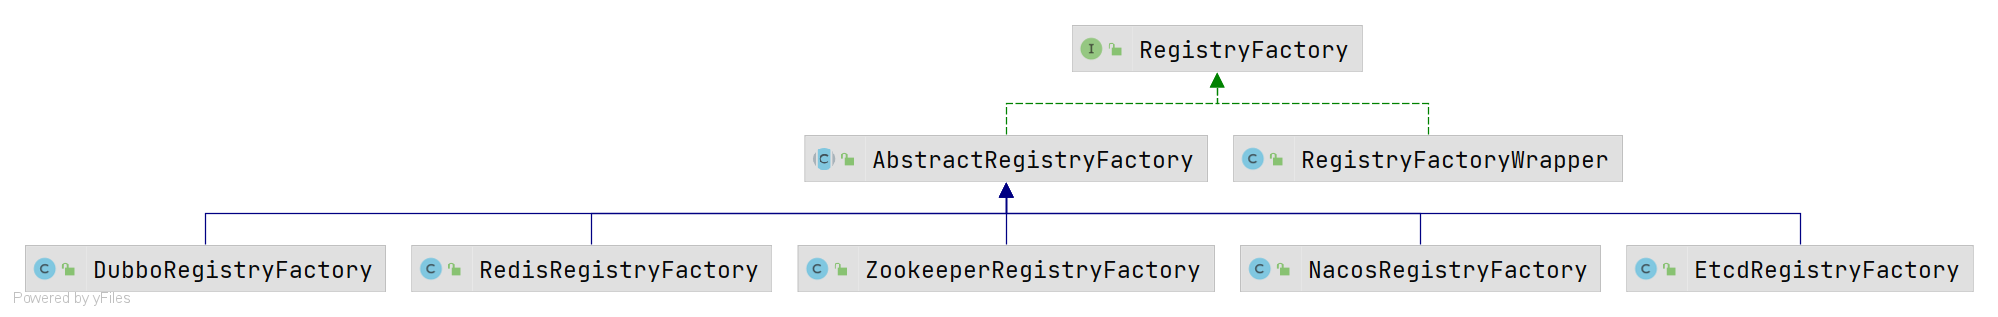 I RegistryFactory
C AbstractRegistryFactory
C RegistryFactoryWrapper
C DubboRegistryFactory
C RedisRegistryFactory
C ZookeeperRegistryFactory
C NacosRegistryFactory
C EtcdRegistryFactory
Powered by yFiles